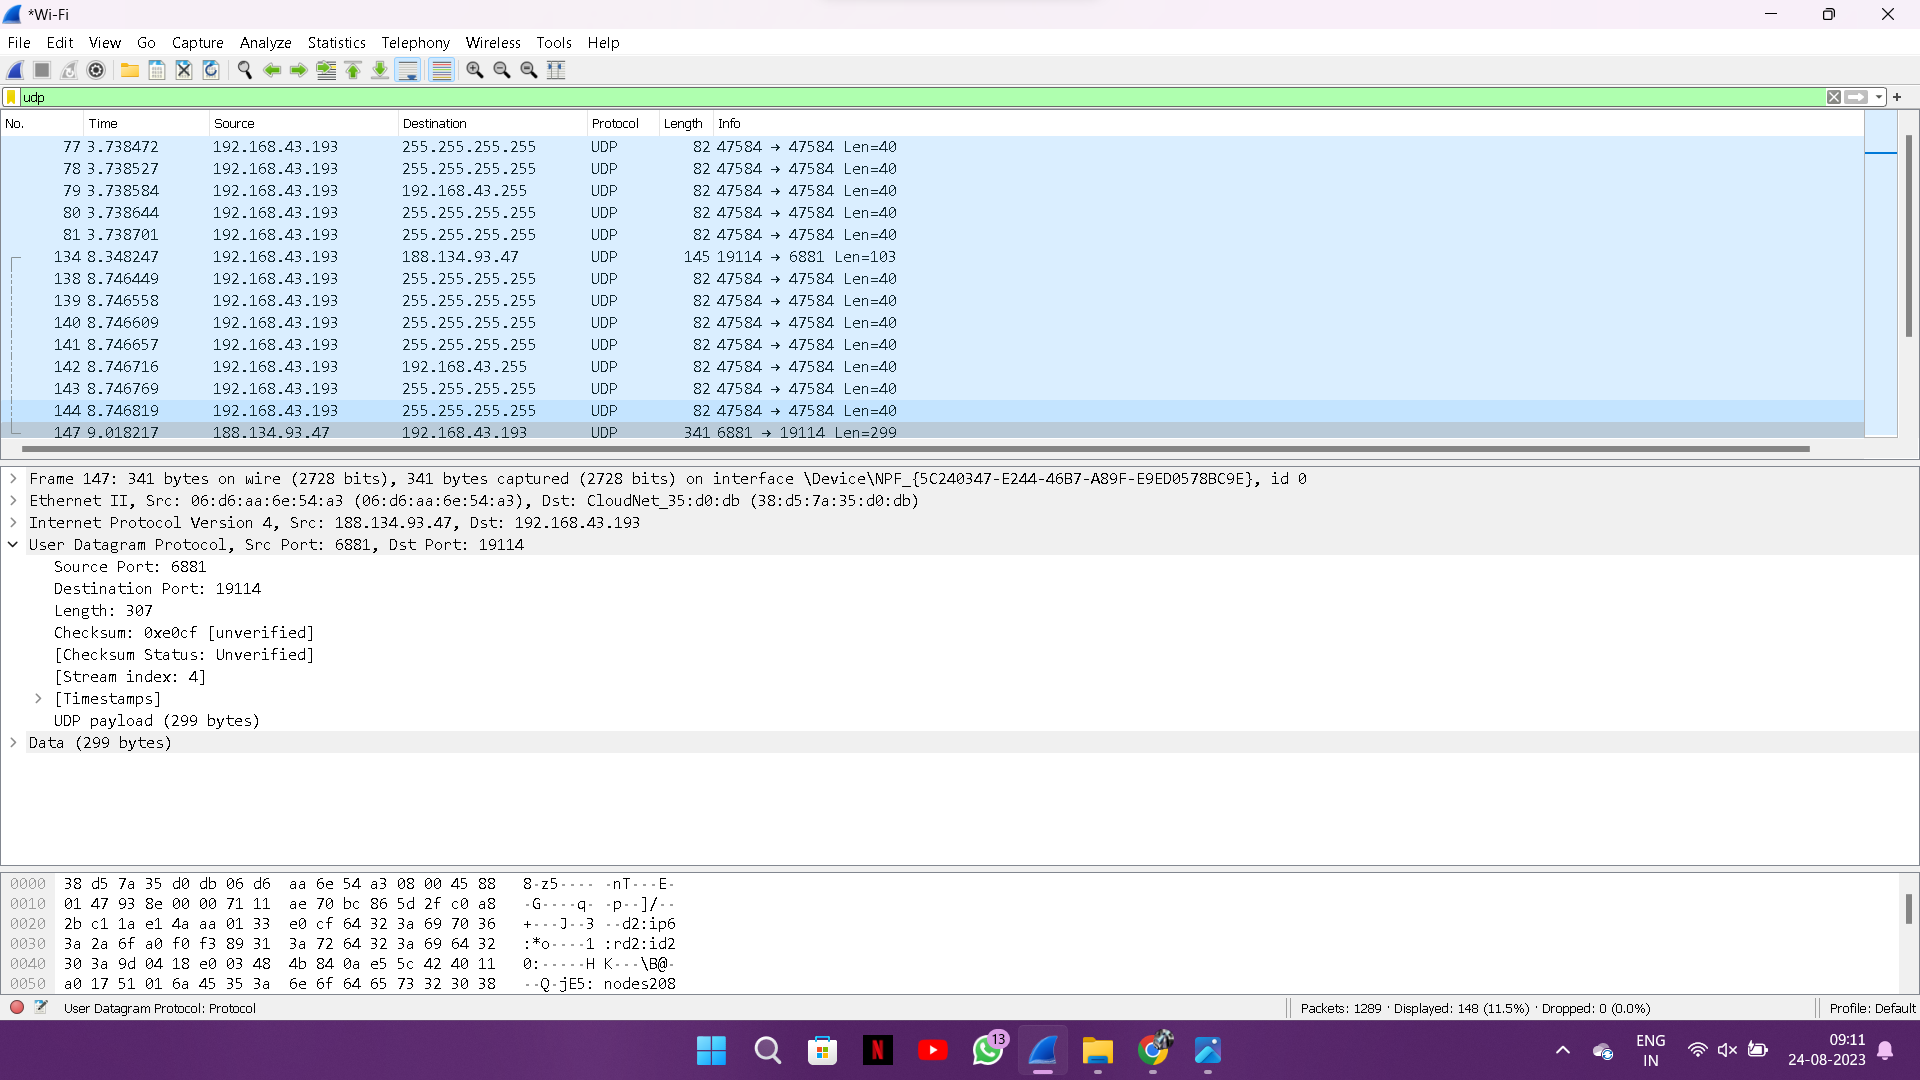 *Wi-Fi
File Edit View Go Capture Analyze Statistics Telephony Wireless Tools Help
udp
No. Time Source Destination Protocol Length Info
77 3.738472 192.168.43.193 255.255.255.255 UDP 82 47584 → 47584 Len=40
78 3.738527 192.168.43.193 255.255.255.255 UDP 82 47584 → 47584 Len=40
79 3.738584 192.168.43.193 192.168.43.255 UDP 82 47584 → 47584 Len=40
80 3.738644 192.168.43.193 255.255.255.255 UDP 82 47584 → 47584 Len=40
81 3.738701 192.168.43.193 255.255.255.255 UDP 82 47584 → 47584 Len=40
134 8.348247 192.168.43.193 188.134.93.47 UDP 145 19114 → 6881 Len=103
138 8.746449 192.168.43.193 255.255.255.255 UDP 82 47584 → 47584 Len=40
139 8.746558 192.168.43.193 255.255.255.255 UDP 82 47584 → 47584 Len=40
140 8.746609 192.168.43.193 255.255.255.255 UDP 82 47584 → 47584 Len=40
141 8.746657 192.168.43.193 255.255.255.255 UDP 82 47584 → 47584 Len=40
142 8.746716 192.168.43.193 192.168.43.255 UDP 82 47584 → 47584 Len=40
143 8.746769 192.168.43.193 255.255.255.255 UDP 82 47584 → 47584 Len=40
144 8.746819 192.168.43.193 255.255.255.255 UDP 82 47584 → 47584 Len=40
147 9.018217 188.134.93.47 192.168.43.193 UDP 341 6881 → 19114 Len=299
Frame 147: 341 bytes on wire (2728 bits), 341 bytes captured (2728 bits) on interface \Device\NPF_{5C240347-E244-46B7-A89F-E9ED0578BC9E}, id 0
Ethernet II, Src: 06:d6:aa:6e:54:a3 (06:d6:aa:6e:54:a3), Dst: CloudNet_35:d0:db (38:d5:7a:35:d0:db)
Internet Protocol Version 4, Src: 188.134.93.47, Dst: 192.168.43.193
User Datagram Protocol, Src Port: 6881, Dst Port: 19114
Source Port: 6881
Destination Port: 19114
Length: 307
Checksum: 0xe0cf [unverified]
[Checksum Status: Unverified]
[Stream index: 4]
[Timestamps]
UDP payload (299 bytes)
Data (299 bytes)
0000 38 d5 7a 35 d0 db 06 d6 aa 6e 54 a3 08 00 45 88 8·z5···· ·nT···E·
0010 01 47 93 8e 00 00 71 11 ae 70 bc 86 5d 2f c0 a8 ·G····q· ·p··]/··
0020 2b c1 1a e1 4a aa 01 33 e0 cf 64 32 3a 69 70 36 +···J··3 ··d2:ip6
0030 3a 2a 6f a0 f0 f3 89 31 3a 72 64 32 3a 69 64 32 :*o····1 :rd2:id2
0040 30 3a 9d 04 18 e0 03 48 4b 84 0a e5 5c 42 40 11 0:·····H K···\B@·
0050 a0 17 51 01 6a 45 35 3a 6e 6f 64 65 73 32 30 38 ··Q·jE5: nodes208
User Datagram Protocol: Protocol
Packets: 1289 · Displayed: 148 (11.5%) · Dropped: 0 (0.0%)
Profile: Default
N
13
ENG
IN
09:11
24-08-2023